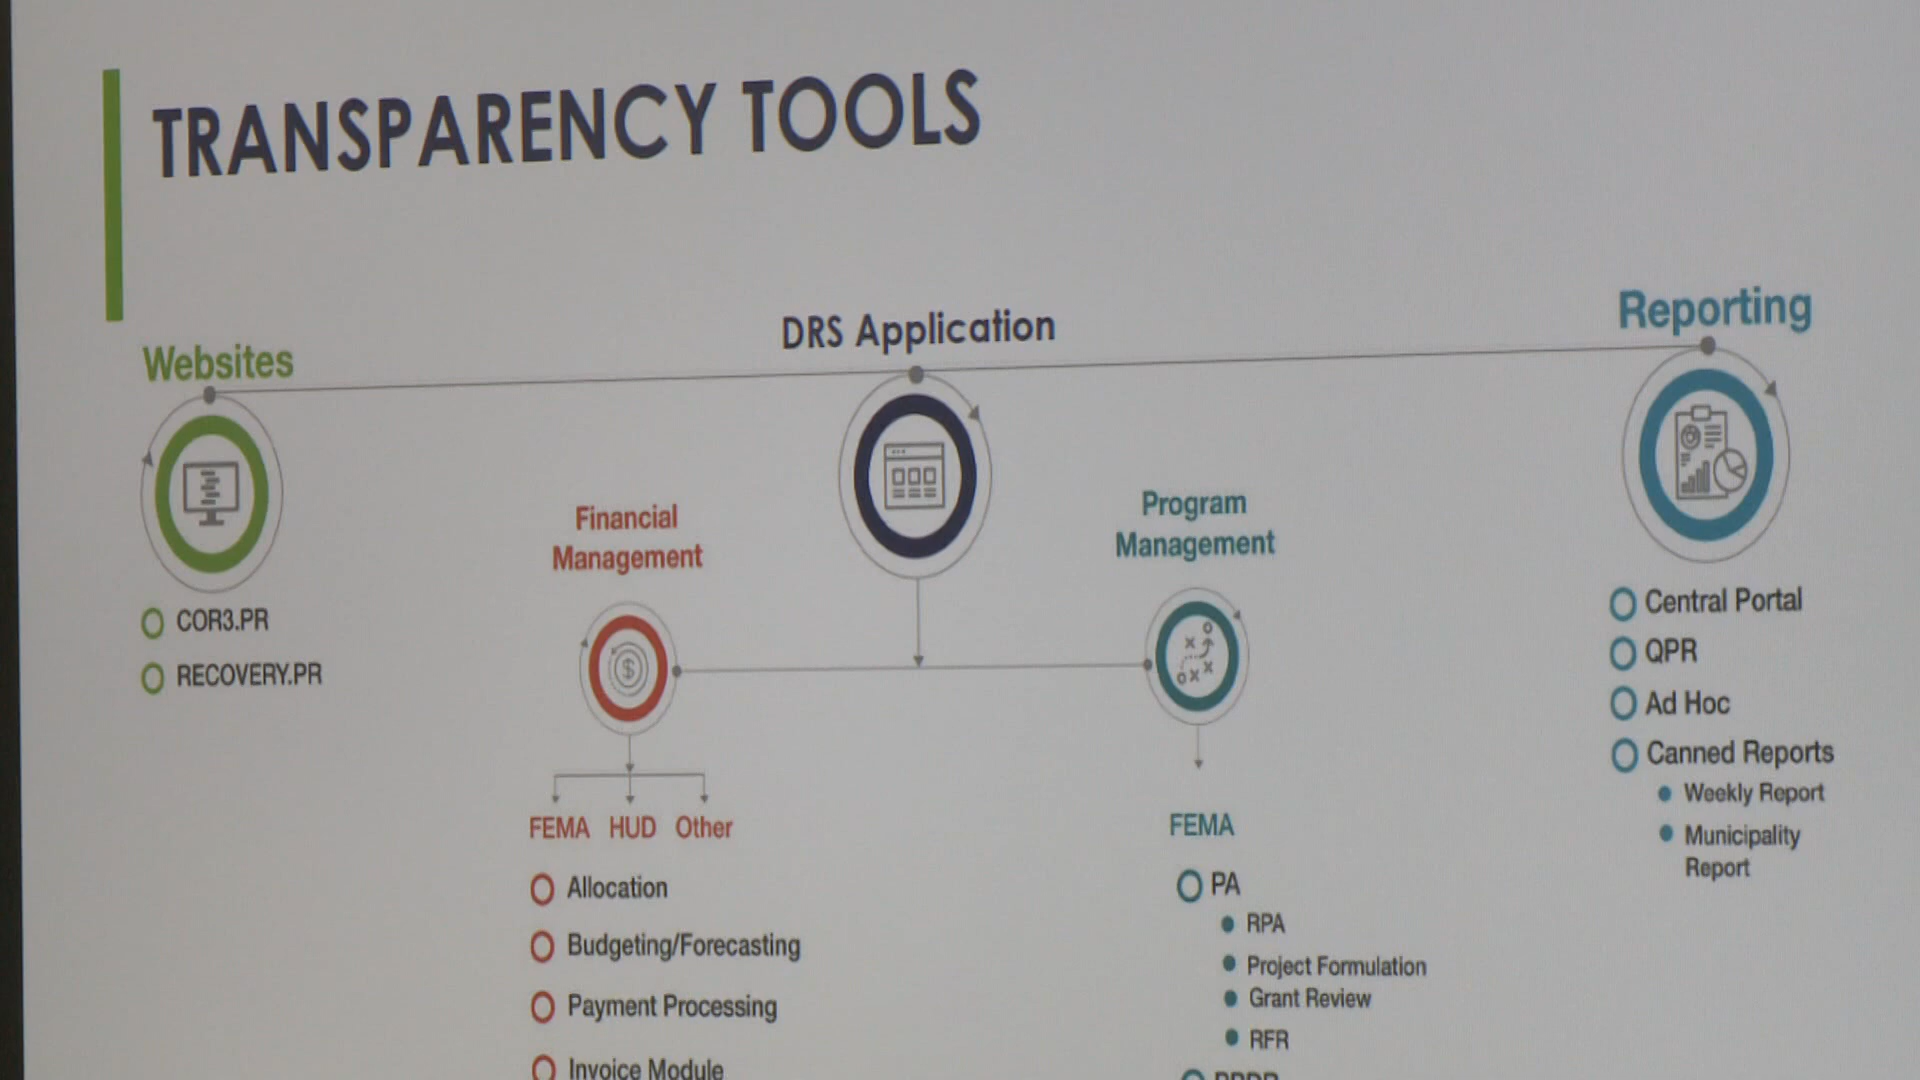 TRANSPARENCY TOOLS
Websites
COR3.PR
RECOVERY.PR
DRS Application
Financial
Management
FEMA HUD Other
Allocation
Budgeting/Forecasting
Payment Processing
Invoice Module
Program
Management
FEMA
PA
RPA
Project Formulation
Grant Review
RFR
Reporting
Central Portal
QPR
Ad Hoc
Canned Reports
Weekly Report
Municipality
Report